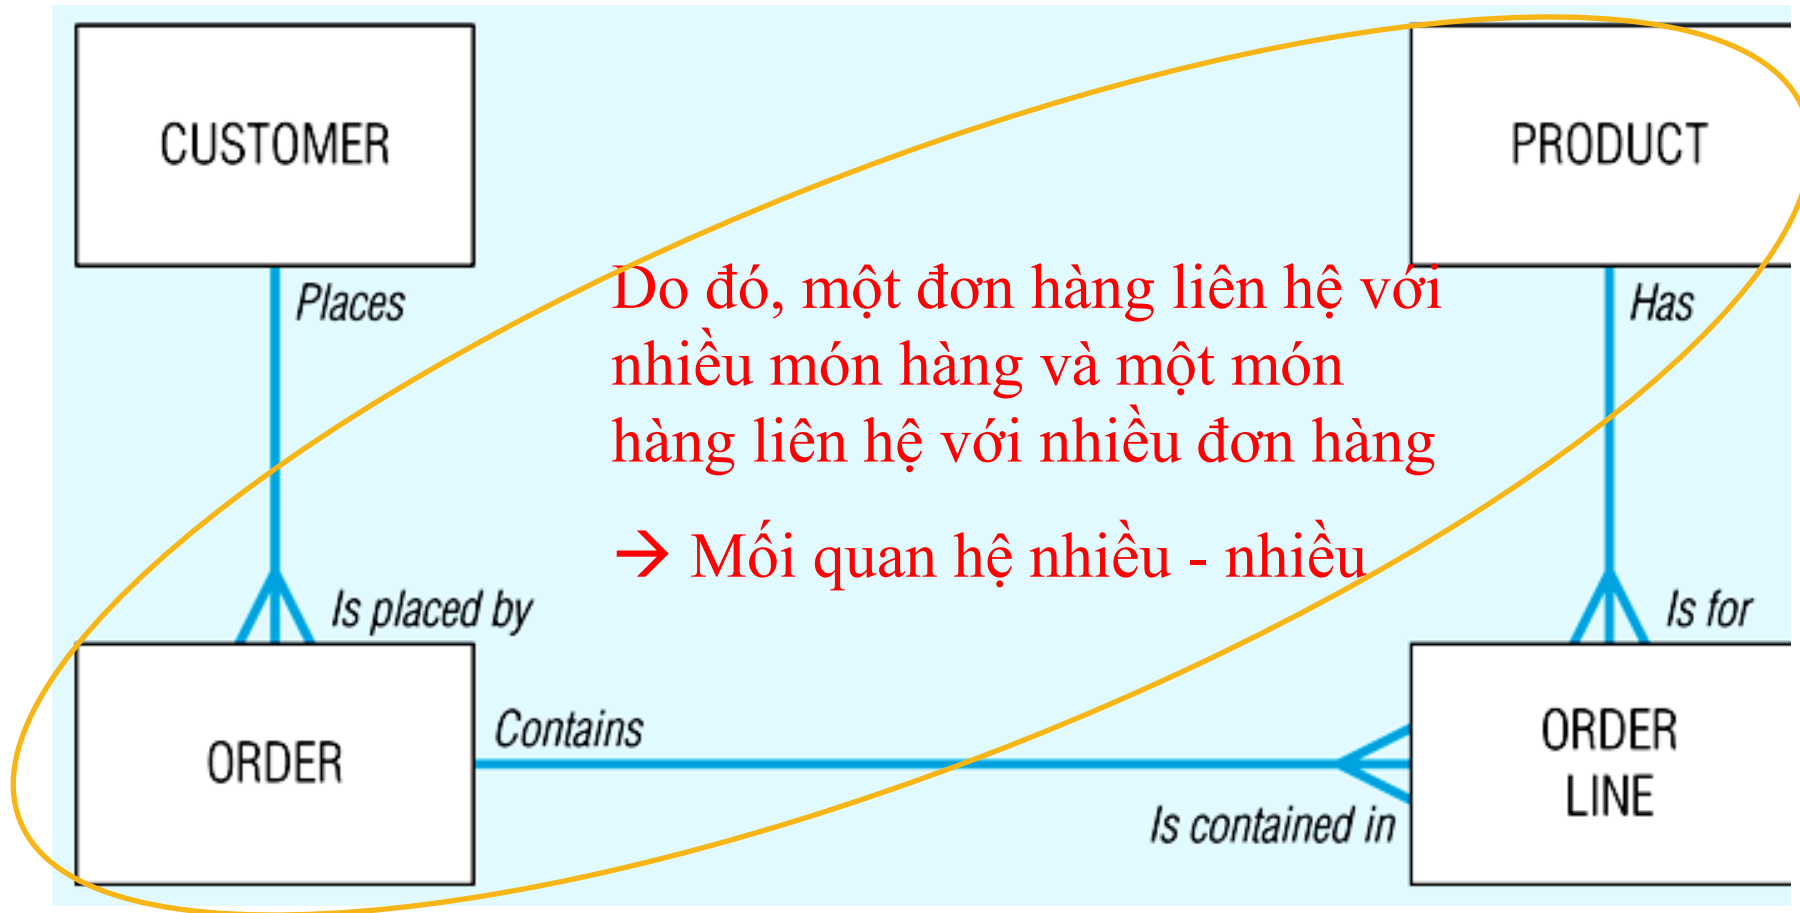 CUSTOMER
PRODUCT
Places
Has
Do đó, một đơn hàng liên hệ với
nhiều món hàng và một món
hàng liên hệ với nhiều đơn hàng
→ Mối quan hệ nhiều - nhiều
Is placed by
Is for
ORDER
Contains
Is contained in
ORDER
LINE